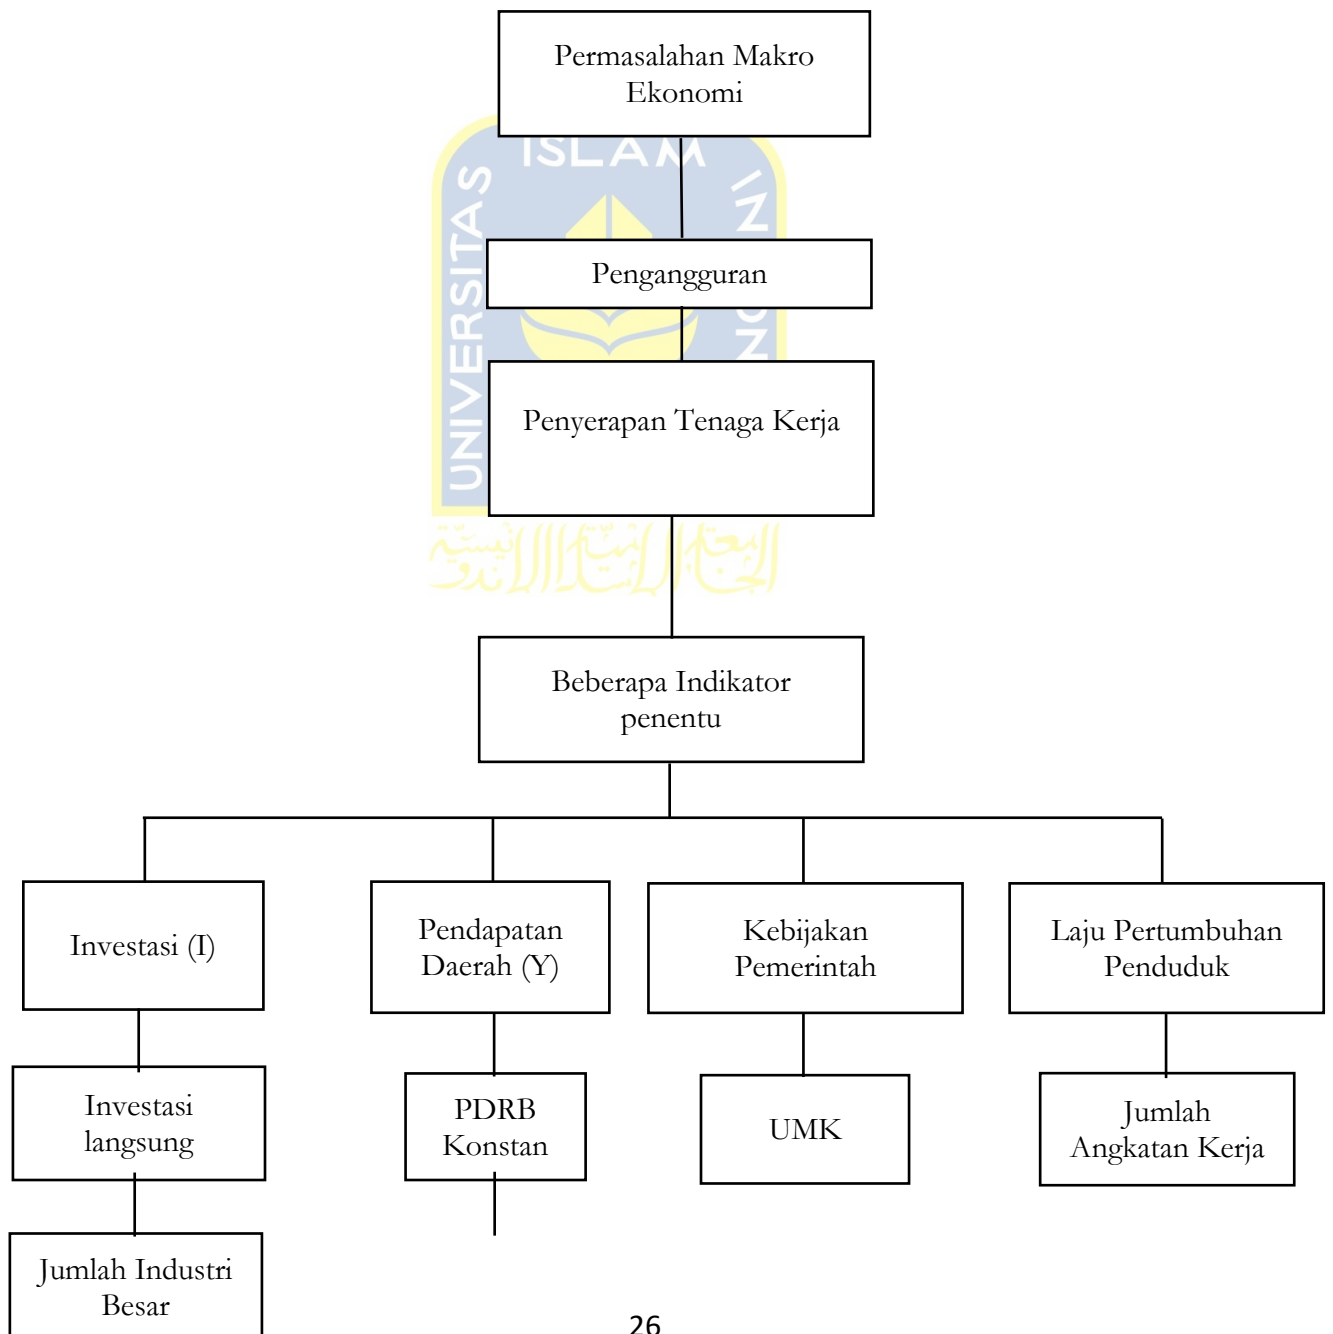 Permasalahan Makro
Ekonomi
UNIVERSITAS
ISLAM
Pengangguran
Penyerapan Tenaga Kerja
Beberapa Indikator
penentu
Investasi (I)
Pendapatan
Daerah (Y)
Kebijakan
Pemerintah
Laju Pertumbuhan
Penduduk
Investasi
langsung
PDRB
Konstan
UMK
Jumlah
Angkatan Kerja
Jumlah Industri
Besar
26